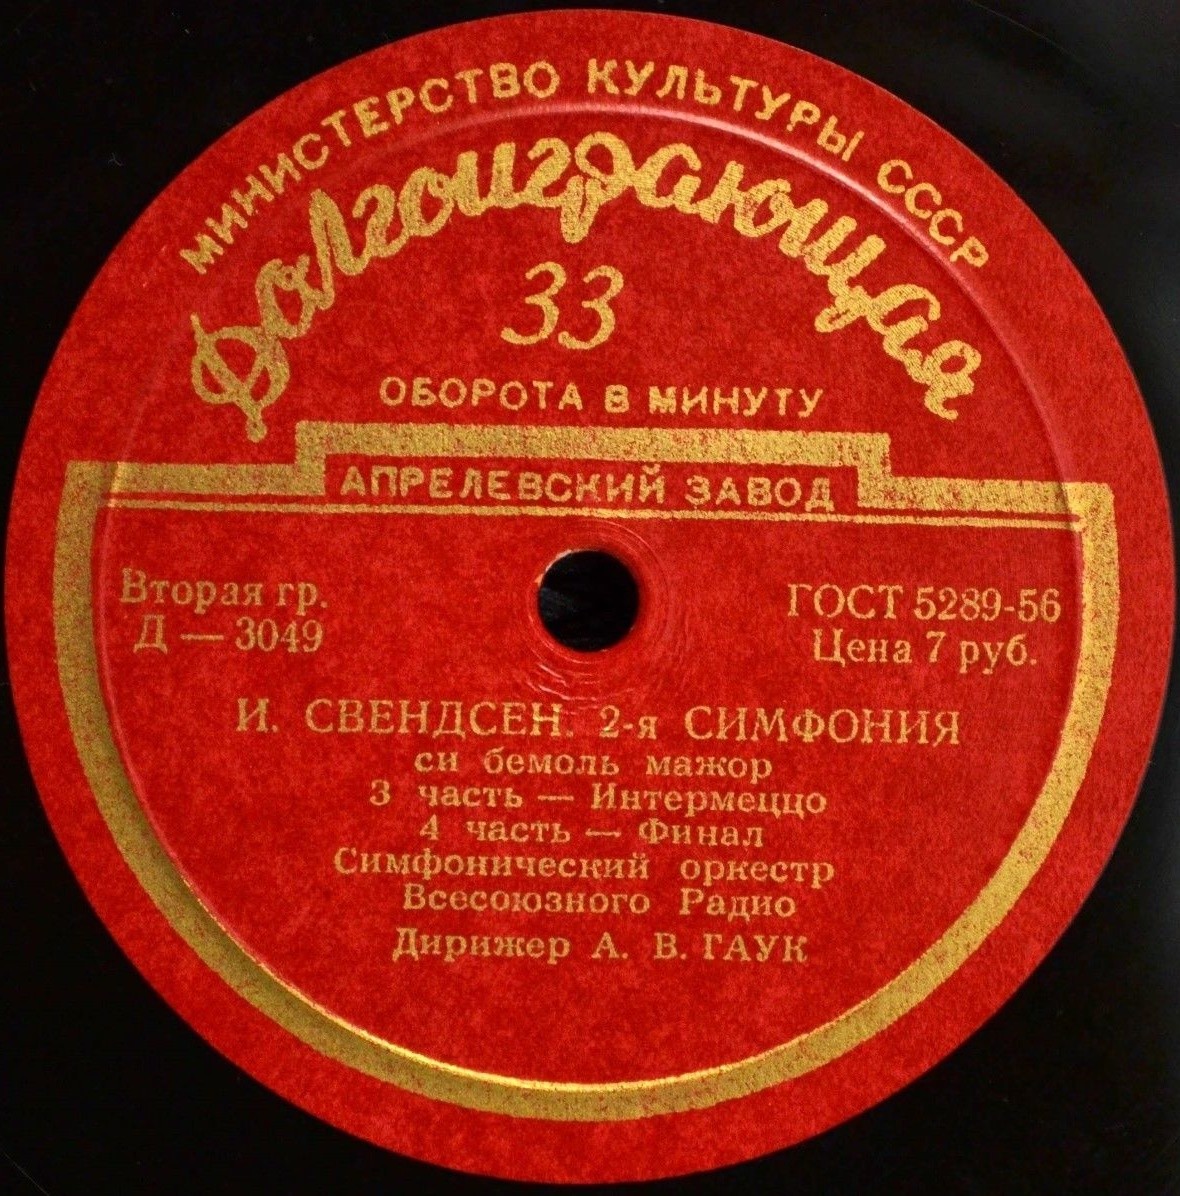 МИНИСТЕРСТВО КУЛЬТУРЫ СССР
Долгоиграющая
33
ОБОРОТА В МИНУТУ
АПРЕЛЕВСКИЙ ЗАВОД
Вторая гр.
Д — 3049
ГОСТ 5289-56
Цена 7 руб.
И. СВЕНДСЕН. 2-я СИМФОНИЯ
си бемоль мажор
3 часть — Интермеццо
4 часть — Финал
Симфонический оркестр
Всесоюзного Радио
Дирижер А. В. ГАУК